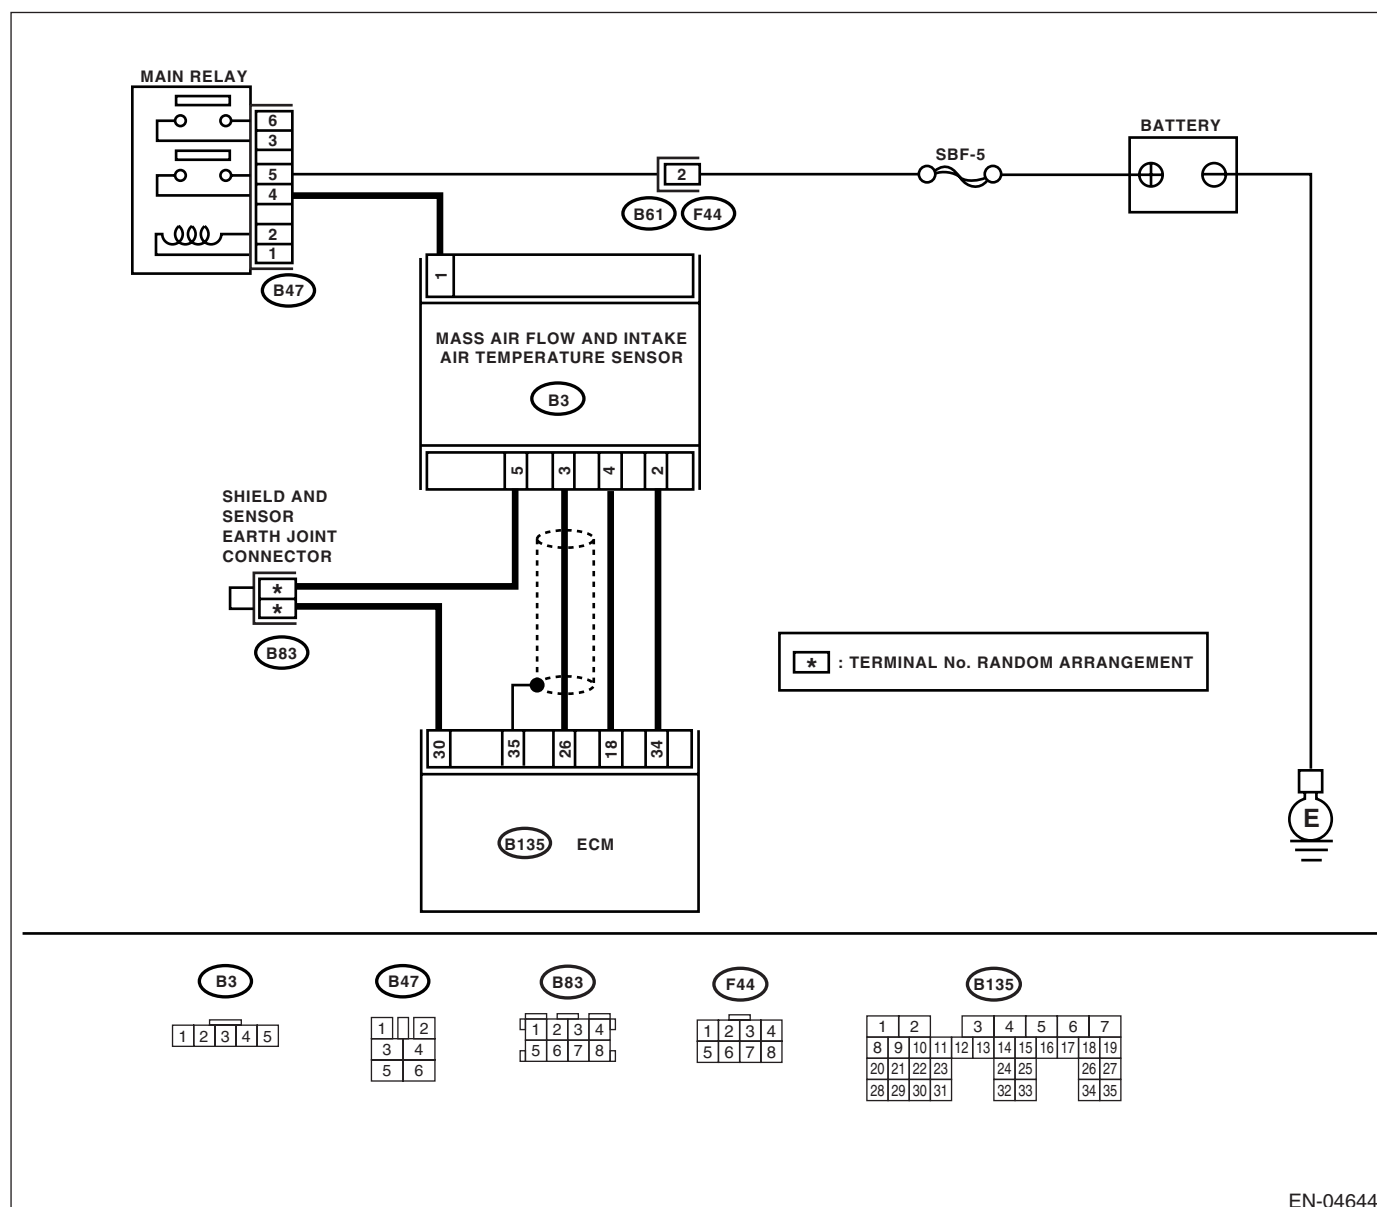 MAIN RELAY
6
3
5
4
2
1
B47
2
B61 F44
SBF-5
BATTERY
1
MASS AIR FLOW AND INTAKE
AIR TEMPERATURE SENSOR
B3
5 3 4 2
SHIELD AND
SENSOR
EARTH JOINT
CONNECTOR
*
*
B83
* : TERMINAL No. RANDOM ARRANGEMENT
30 35 26 18 34
B135 ECM
E
B3
1 2 3 4 5
B47
1 2
3 4
5 6
B83
1 2 3 4
5 6 7 8
F44
1 2 3 4
5 6 7 8
B135
1 2 3 4 5 6 7
8 9 10 11 12 13 14 15 16 17 18 19
20 21 22 23 24 25 26 27
28 29 30 31 32 33 34 35
EN-04644